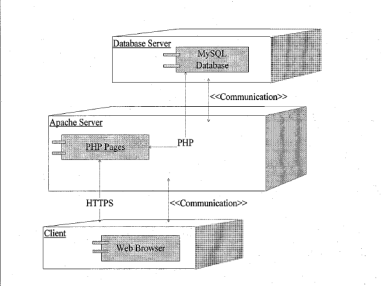 Database Server
MySQL
Database
<<Communication>>
Apache Server
PHP Pages
PHP
HTTPS
<<Communication>>
Client
Web Browser